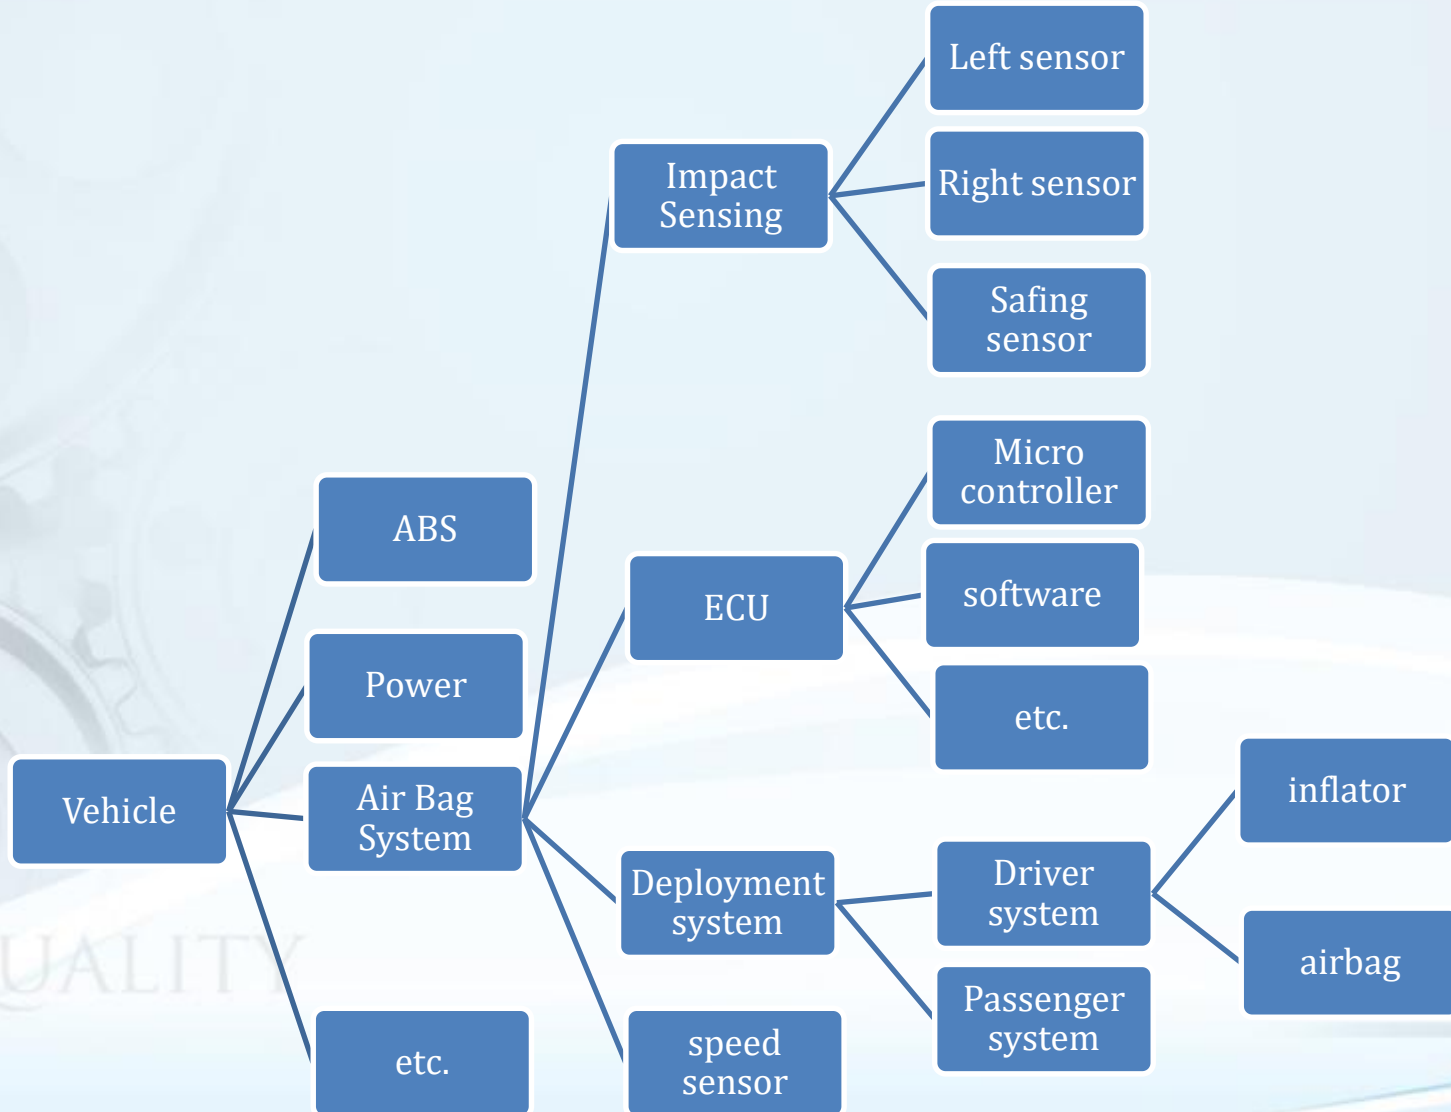 Left sensor
Impact
Sensing
Right sensor
Safing
sensor
Micro
controller
ABS
ECU
software
Power
etc.
Vehicle
Air Bag
System
inflator
Deployment
system
Driver
system
airbag
Passenger
system
etc.
speed
sensor
UALITY